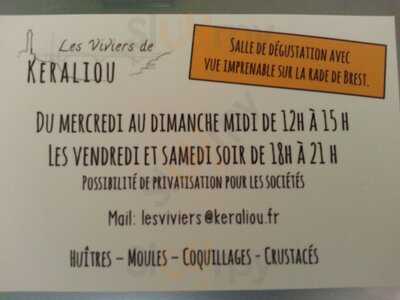 Les Viviers de
KERALIOU
SALLE DE DÉGUSTATION AVEC
VUE IMPRENABLE SUR LA RADE DE BREST.
DU MERCREDI AU DIMANCHE MIDI DE 12H À 15 H
LES VENDREDI ET SAMEDI SOIR DE 18H À 21 H
POSSIBILITÉ DE PRIVATISATION POUR LES SOCIÉTÉS
Mail: lesviviers@keraliou.fr
HUÎTRES – MOULES – COQUILLAGES - CRUSTACÉS